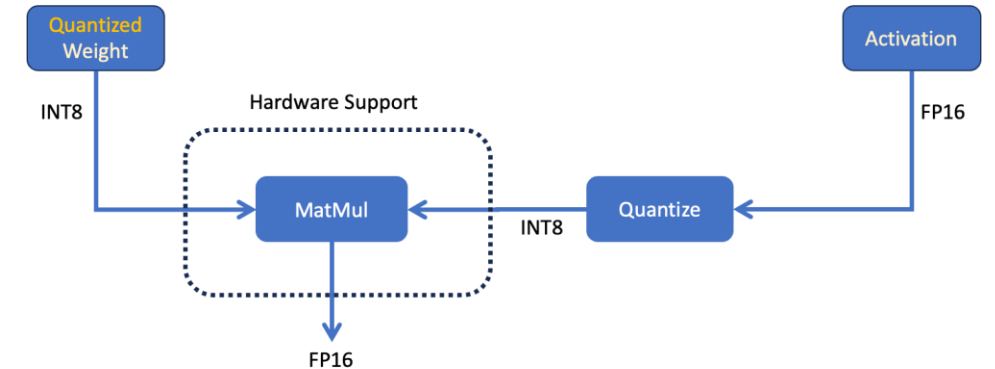 Quantized
Weight
Activation
INT8
Hardware Support
FP16
MatMul
Quantize
INT8
FP16